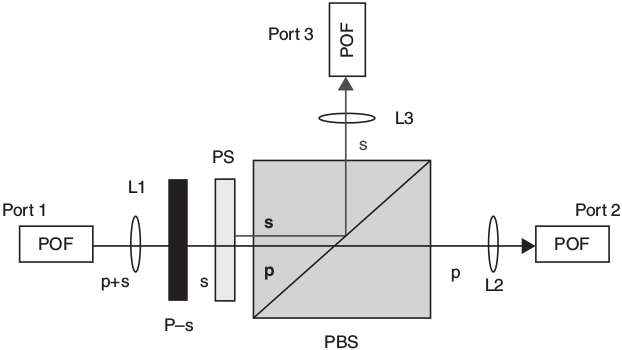 Port 3
POF
L3
s
PS
L1
Port 1
s
Port 2
POF
POF
p+s
s
p
p
L2
P–s
PBS